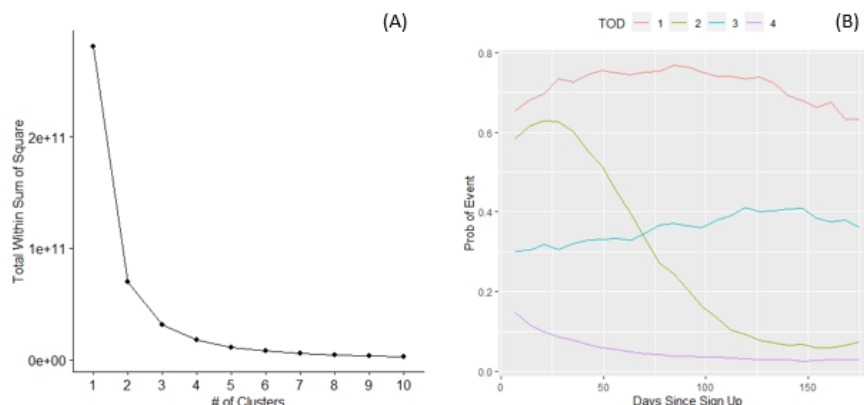 (A)
Total Within Sum of Square
2e+11
1e+11
0e+00
1 2 3 4 5 6 7 8 9 10
# of Clusters
(B)
TOD 1 2 3 4
Prob of Event
0.8
0.6
0.4
0.2
0.0
0 50 100 150
Days Since Sign Up